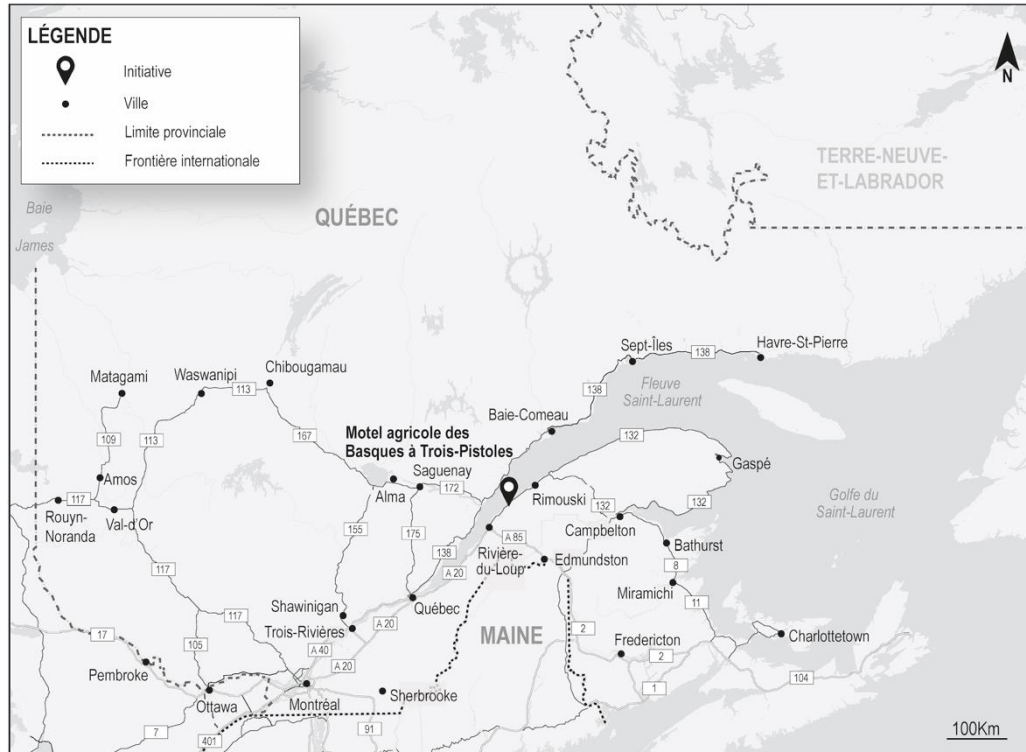 LÉGENDE
Initiative
Ville
Limite provinciale
Frontière internationale
N
TERRE-NEUVE-
ET-LABRADOR
Baie
James
QUÉBEC
Sept-Îles
138
Havre-St-Pierre
Fleuve
Saint-Laurent
138
Matagami
Waswanipi
113
Chibougamau
Baie-Comeau
109
113
167
Motel agricole des
Basques à Trois-Pistoles
132
Gaspé
Amos
Saguenay
172
Alma
Rimouski
117
Rouyn-
Noranda
Val-d'Or
132
132
Golfe du
Saint-Laurent
Campbelton
155
175
138
Rivière-
du-Loup
A 85
Bathurst
Edmundston
8
117
A 20
Miramichi
11
Shawinigan
Québec
117
Trois-Rivières
A 20
MAINE
2
Charlottetown
17
105
A 40
A 20
Fredericton
2
104
Pembroke
Ottawa
Montréal
Sherbrooke
1
7
401
91
100Km